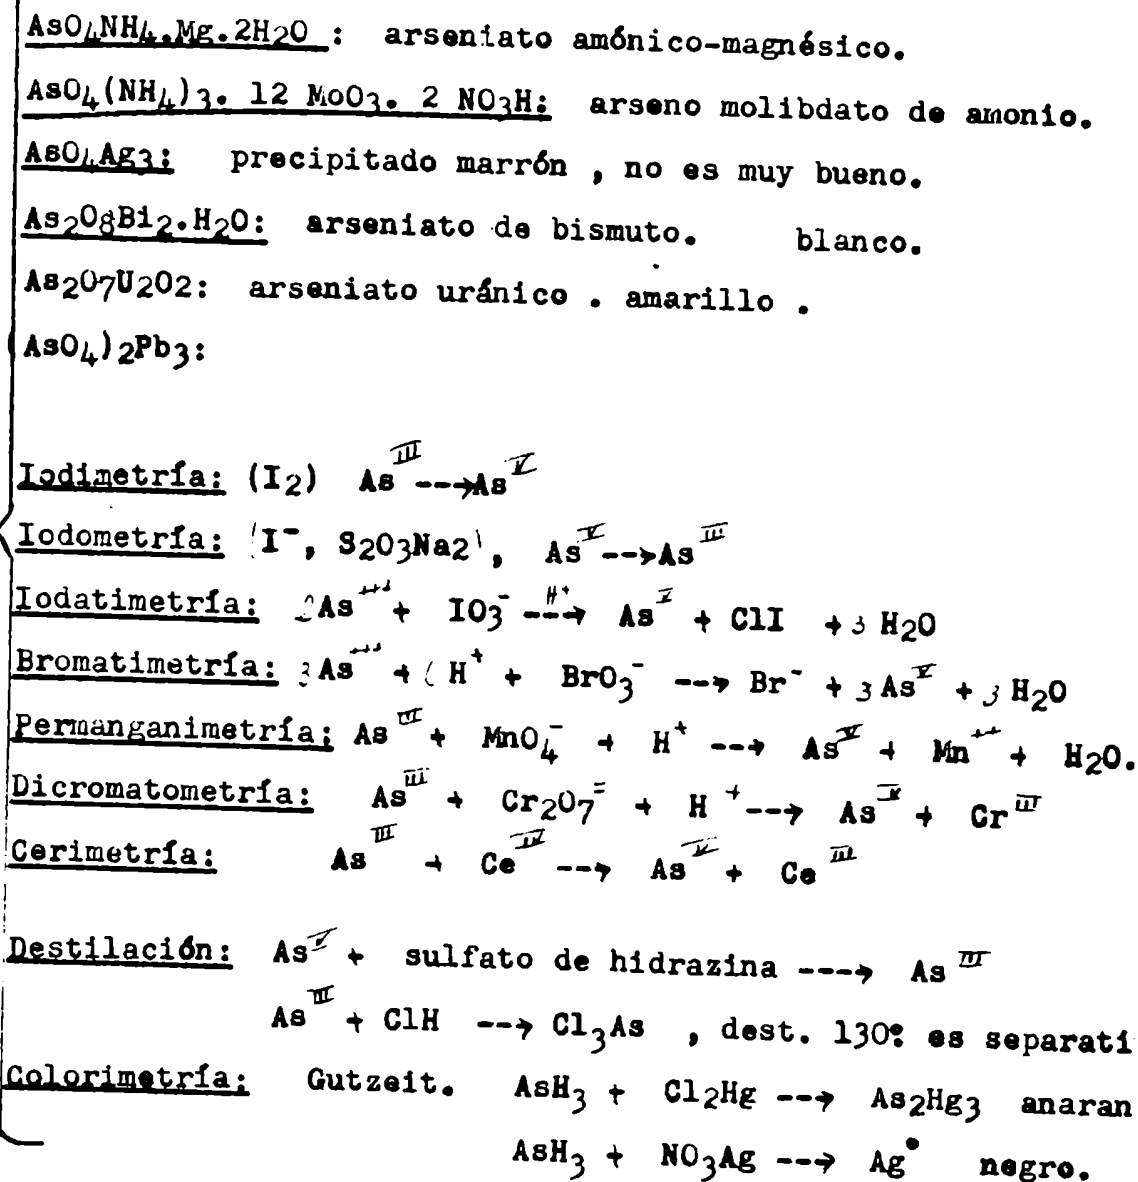 AsO4NH4.Mg.2H2O : arseniato amónico-magnésico.
AsO4(NH4)3. 12 MoO3. 2 NO3H: arseno molibdato de amonio.
AsO4Ag3: precipitado marrón , no es muy bueno.
As2O8Bi2.H2O: arseniato de bismuto. blanco.
As2O7U2O2: arseniato uránico . amarillo .
(AsO4)2Pb3:
Iodimetría: (I2) As III ---→As V
Iodometría: (I-, S2O3Na2), As V --→As III
Iodatimetría: 2As+++ + IO3- --H+--→ As V + ClI + 3 H2O
Bromatimetría: 3As+++ + ( H+ + BrO3- --→ Br- + 3 As V + 3 H2O
Permanganimetría: As III + MnO4- + H+ ---→ As V + Mn++ + H2O.
Dicromatometría: As III + Cr2O7= + H+ ---→ As V + Cr III
Cerimetría: As III + Ce IV --→ As V + Ce III
Destilación: As V + sulfato de hidrazina ----→ As III
As III + ClH --→ Cl3As , dest. 130º es separati
Colorimetría: Gutzeit. AsH3 + Cl2Hg --→ As2Hg3 anaran
AsH3 + NO3Ag ---→ Ag° negro.